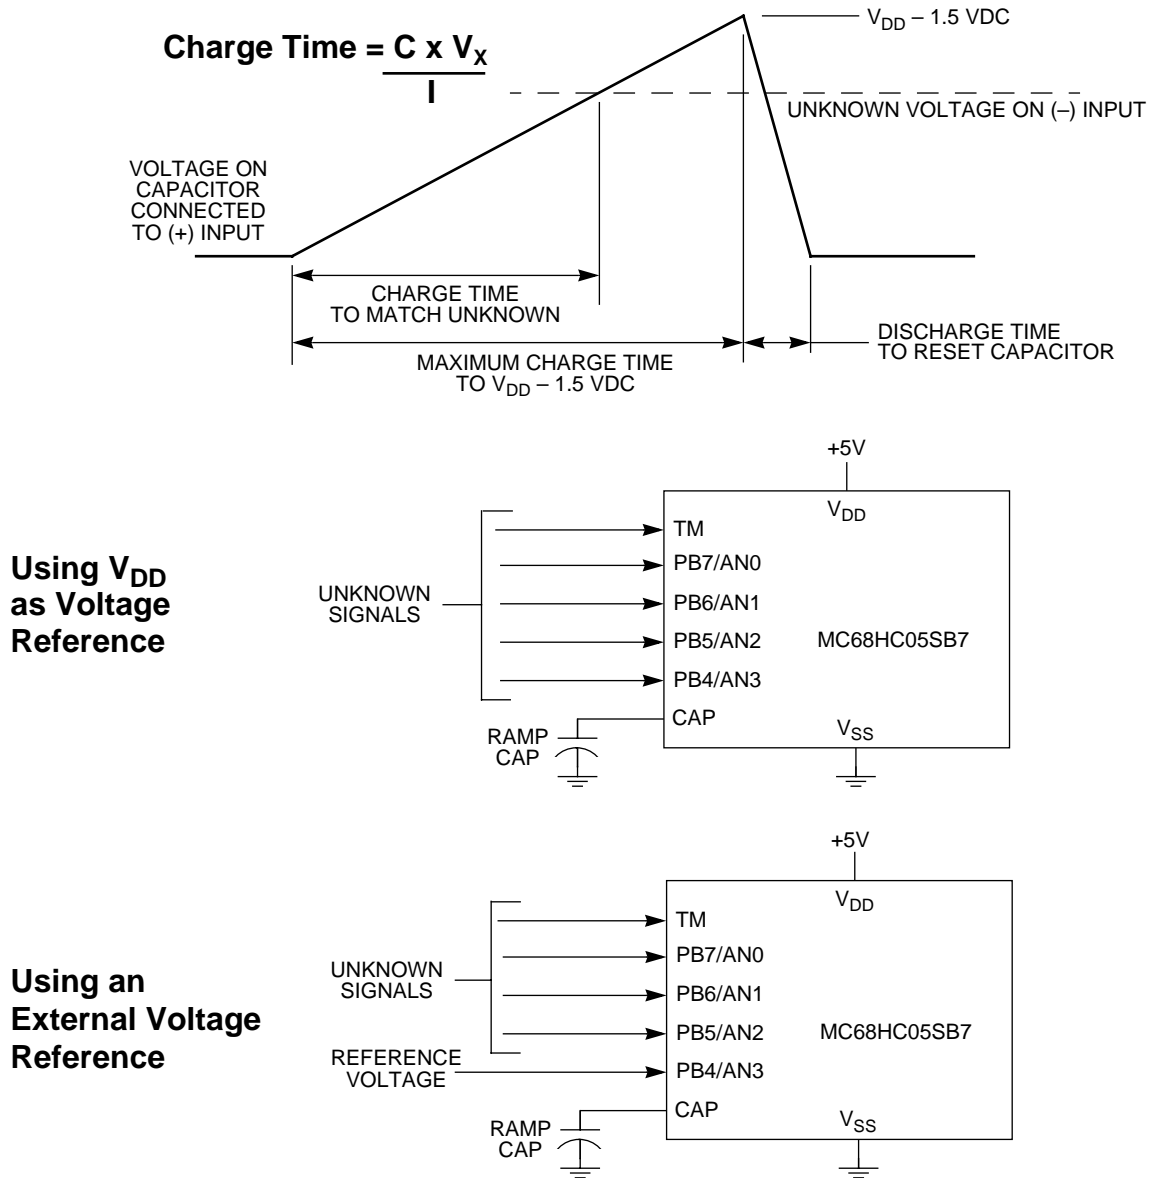 V_DD – 1.5 VDC
Charge Time = C x V_X
I
UNKNOWN VOLTAGE ON (–) INPUT
VOLTAGE ON
CAPACITOR
CONNECTED
TO (+) INPUT
CHARGE TIME
TO MATCH UNKNOWN
DISCHARGE TIME
TO RESET CAPACITOR
MAXIMUM CHARGE TIME
TO V_DD – 1.5 VDC
Using V_DD
as Voltage
Reference
+5V
V_DD
UNKNOWN
SIGNALS
TM
PB7/AN0
PB6/AN1
PB5/AN2
PB4/AN3
CAP
MC68HC05SB7
V_SS
RAMP
CAP
Using an
External Voltage
Reference
+5V
V_DD
UNKNOWN
SIGNALS
REFERENCE
VOLTAGE
TM
PB7/AN0
PB6/AN1
PB5/AN2
PB4/AN3
CAP
MC68HC05SB7
V_SS
RAMP
CAP